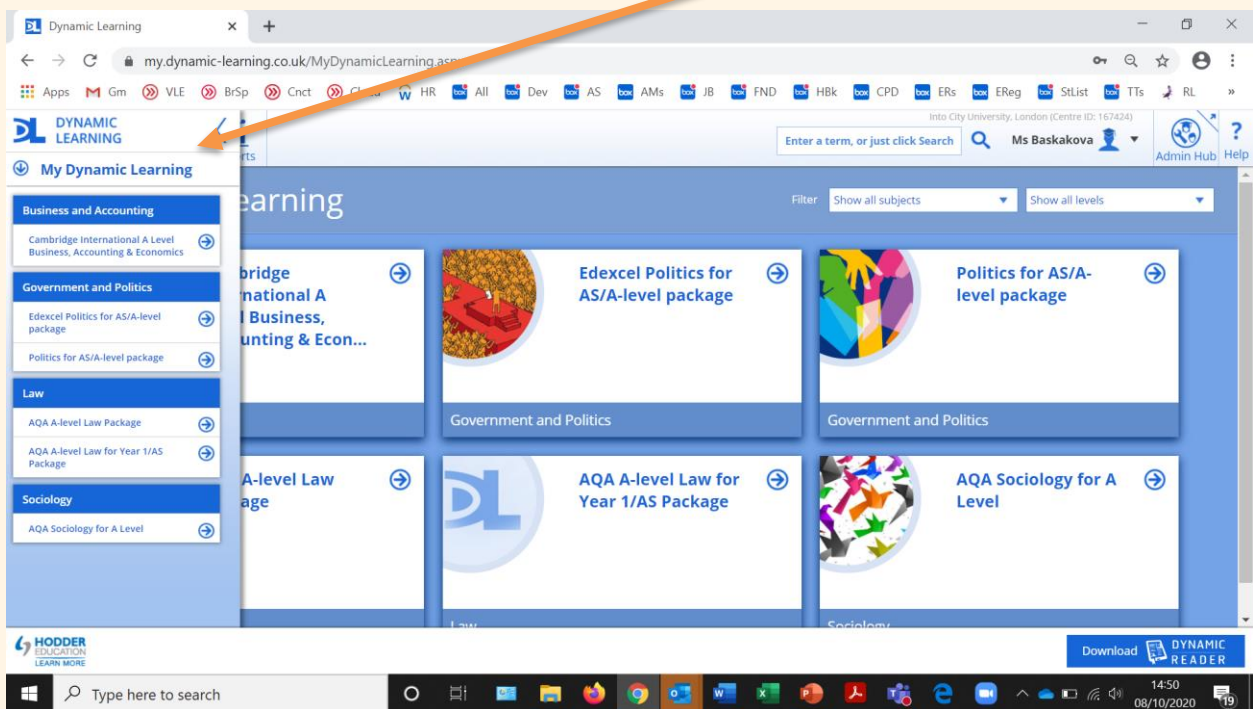 Dynamic Learning
my.dynamic-learning.co.uk/MyDynamicLearning.asp
Apps Gm VLE BrSp Cnct HR All Dev AS AMs JB FND HBk CPD ERs EReg StList TTs RL »
Into City University, London (Centre ID: 167424)
DYNAMIC
LEARNING
Enter a term, or just click Search
Ms Baskakova
Admin Hub
Help
?
My Dynamic Learning
earning
Filter
Show all subjects
Show all levels
Business and Accounting
Cambridge International A Level
Business, Accounting & Economics
Government and Politics
Edexcel Politics for AS/A-level
package
Politics for AS/A-level package
Law
AQA A-level Law Package
AQA A-level Law for Year 1/AS
Package
Sociology
AQA Sociology for A Level
bridge
rnational A
l Business,
unting & Econ...
Edexcel Politics for
AS/A-level package
Government and Politics
Politics for AS/A-
level package
Government and Politics
A-level Law
age
DL
AQA A-level Law for
Year 1/AS Package
Law
AQA Sociology for A
Level
Sociology
HODDER
EDUCATION
LEARN MORE
Download
DYNAMIC
READER
Type here to search
14:50
08/10/2020
19